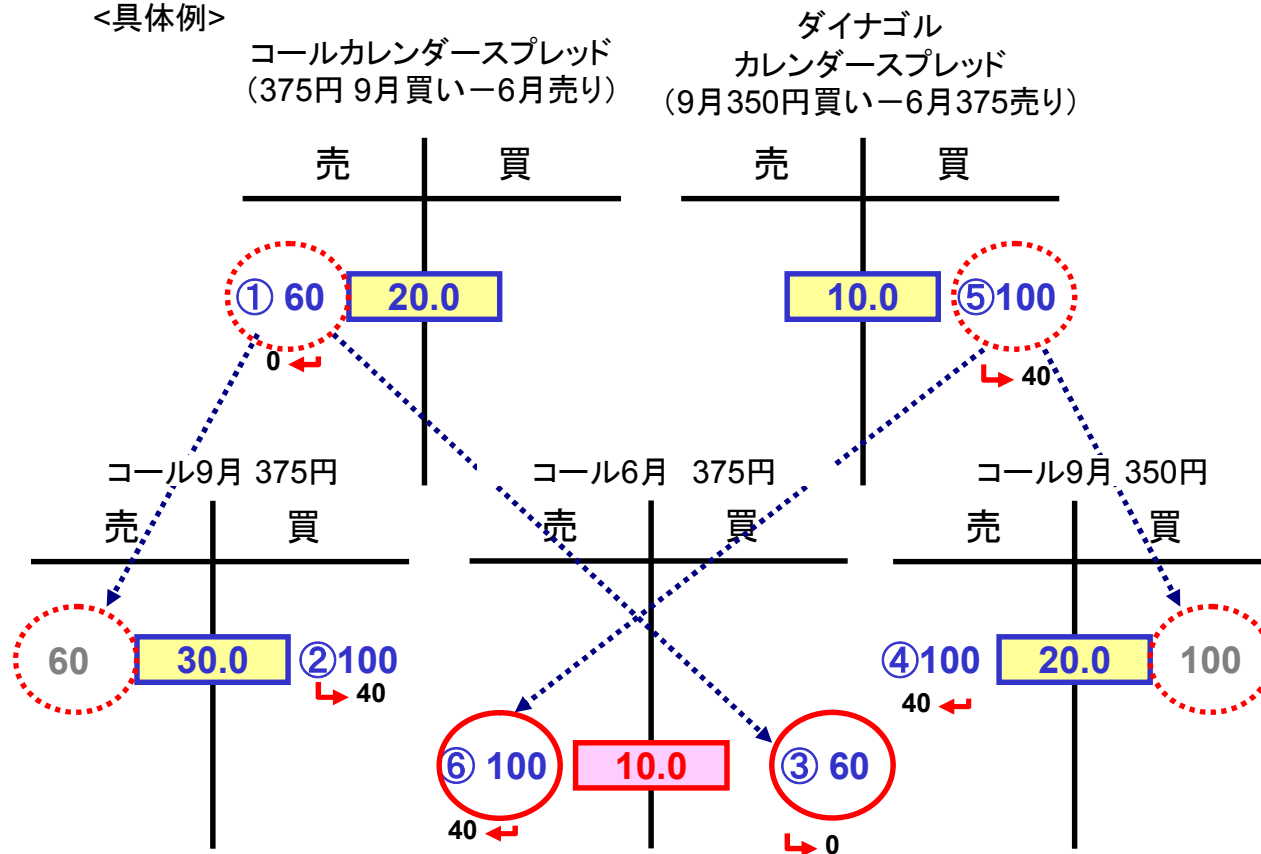 <具体例>
コールカレンダースプレッド
（375円 9月買い－6月売り）
ダイナゴル
カレンダースプレッド
（9月350円買い－6月375売り）
売 買
売 買
① 60 20.0
0
10.0 ⑤100
40
コール9月 375円
売 買
60 30.0 ②100
40
コール6月 375円
売 買
⑥ 100 10.0 ③ 60
40 0
コール9月 350円
売 買
④100 20.0 100
40